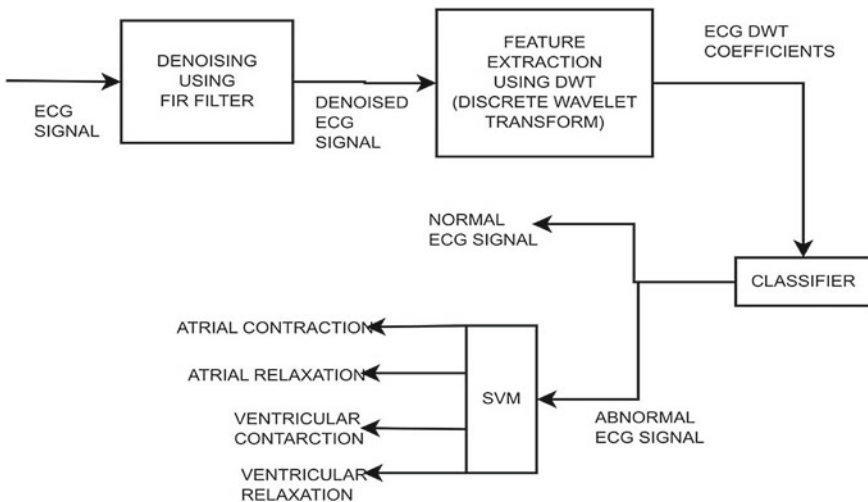 DENOISING
USING
FIR FILTER
ECG
SIGNAL
DENOISED
ECG
SIGNAL
FEATURE
EXTRACTION
USING DWT
(DISCRETE WAVELET
TRANSFORM)
ECG DWT
COEFFICIENTS
NORMAL
ECG SIGNAL
CLASSIFIER
ATRIAL CONTRACTION
ATRIAL RELAXATION
VENTRICULAR
CONTARCTION
VENTRICULAR
RELAXATION
SVM
ABNORMAL
ECG SIGNAL